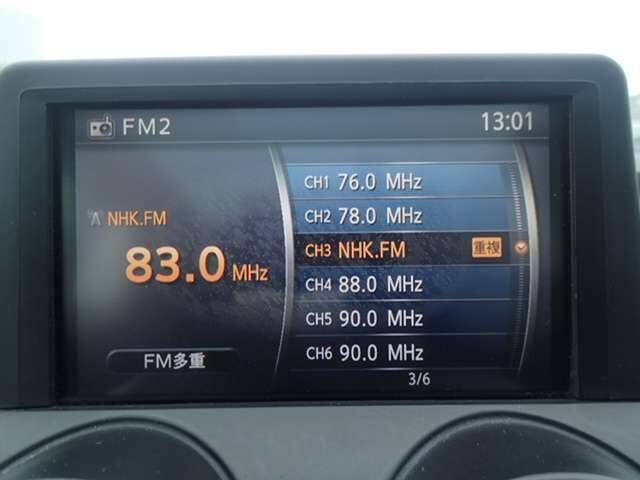 FM2
13:01
NHK.FM
83.0 MHz
FM多重
CH1 76.0 MHz
CH2 78.0 MHz
CH3 NHK.FM 重複
CH4 88.0 MHz
CH5 90.0 MHz
CH6 90.0 MHz
3/6